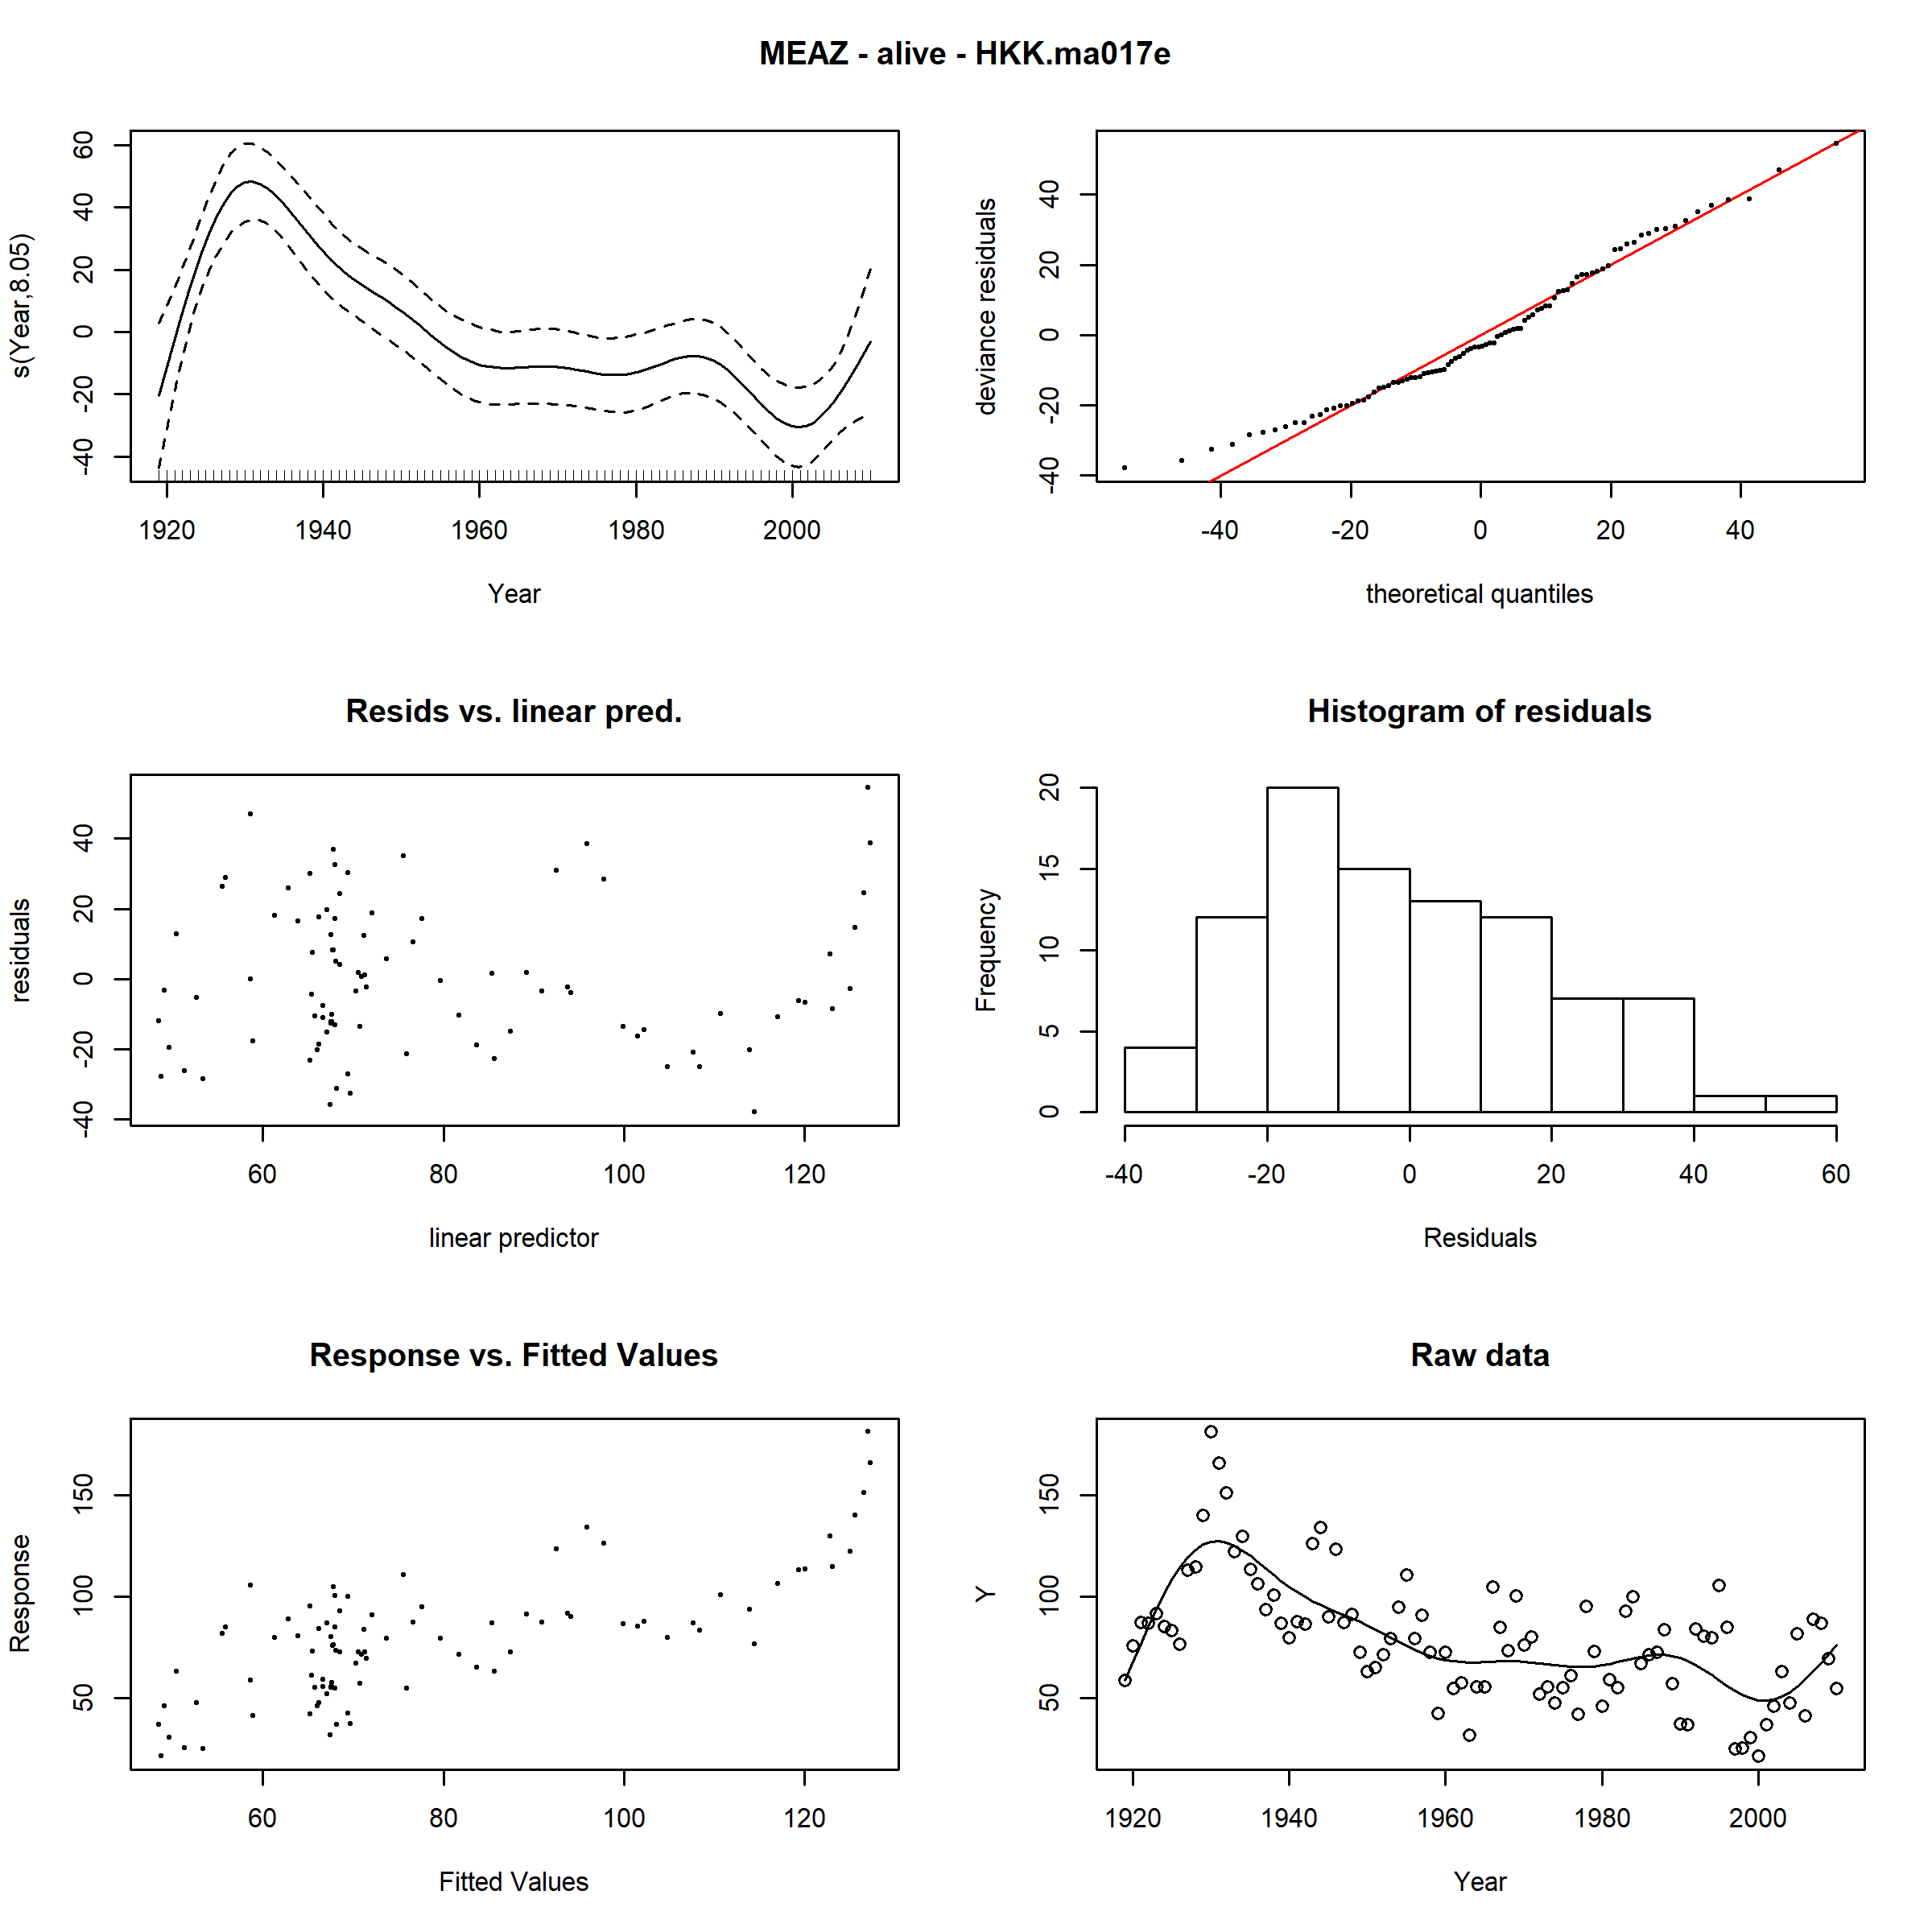 MEAZ - alive - HKK.ma017e
s(Year,8.05)
60
40
20
0
-20
-40
1920 1940 1960 1980 2000
Year
deviance residuals
40
20
0
-20
-40
-40 -20 0 20 40
theoretical quantiles
Resids vs. linear pred.
residuals
40
20
0
-20
-40
60 80 100 120
linear predictor
Histogram of residuals
Frequency
20
15
10
5
0
-40 -20 0 20 40 60
Residuals
Response vs. Fitted Values
Response
150
100
50
60 80 100 120
Fitted Values
Raw data
Y
150
100
50
1920 1940 1960 1980 2000
Year